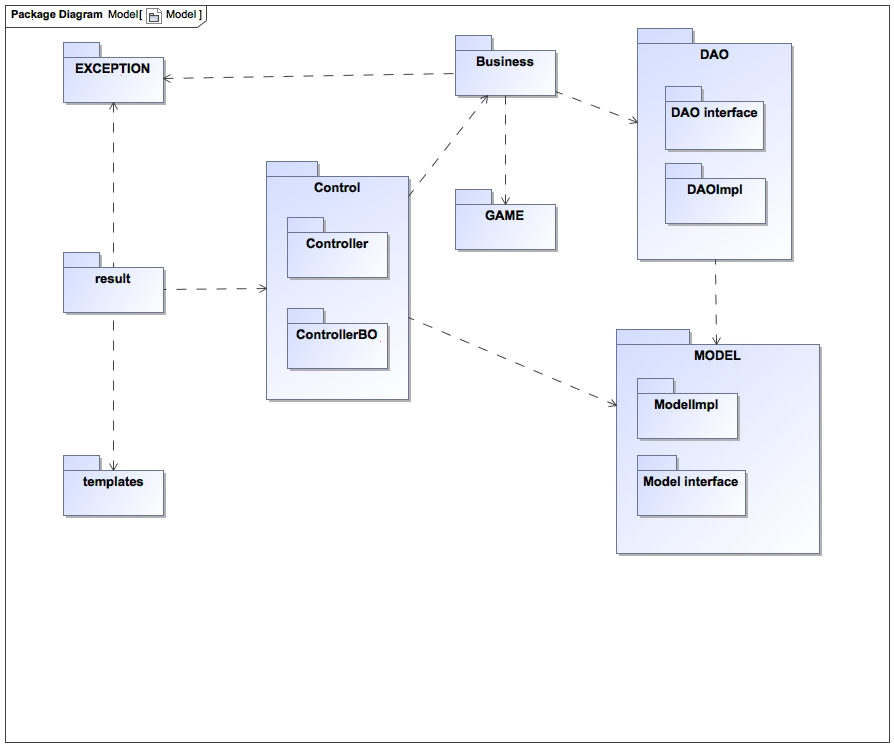 Package Diagram Model[ Model ]
EXCEPTION
Business
DAO
DAO interface
DAOImpl
Control
Controller
ControllerBO
GAME
result
MODEL
ModelImpl
Model interface
templates